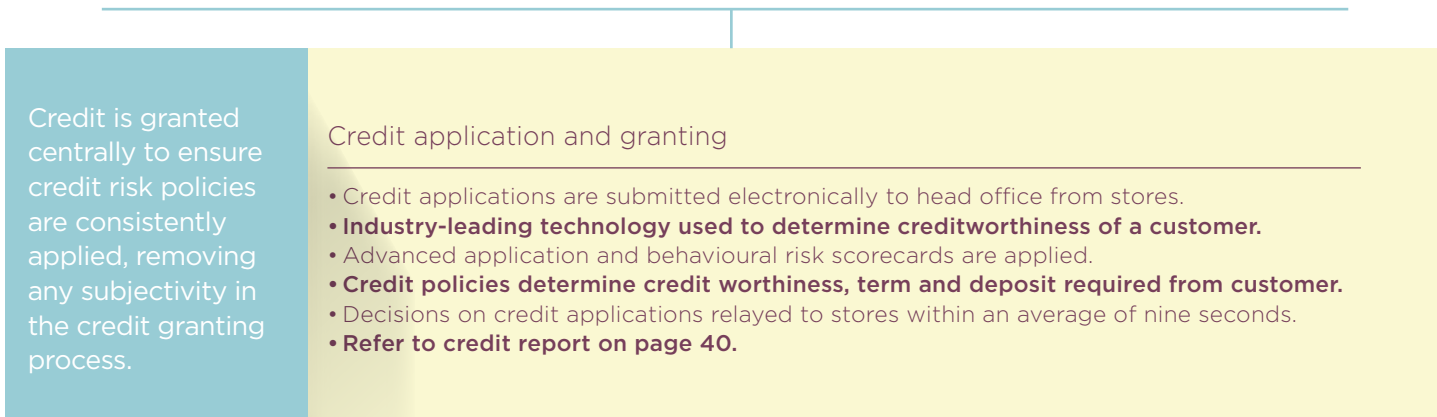 Credit is granted
centrally to ensure
credit risk policies
are consistently
applied, removing
any subjectivity in
the credit granting
process.
Credit application and granting
• Credit applications are submitted electronically to head office from stores.
• Industry-leading technology used to determine creditworthiness of a customer.
• Advanced application and behavioural risk scorecards are applied.
• Credit policies determine credit worthiness, term and deposit required from customer.
• Decisions on credit applications relayed to stores within an average of nine seconds.
• Refer to credit report on page 40.